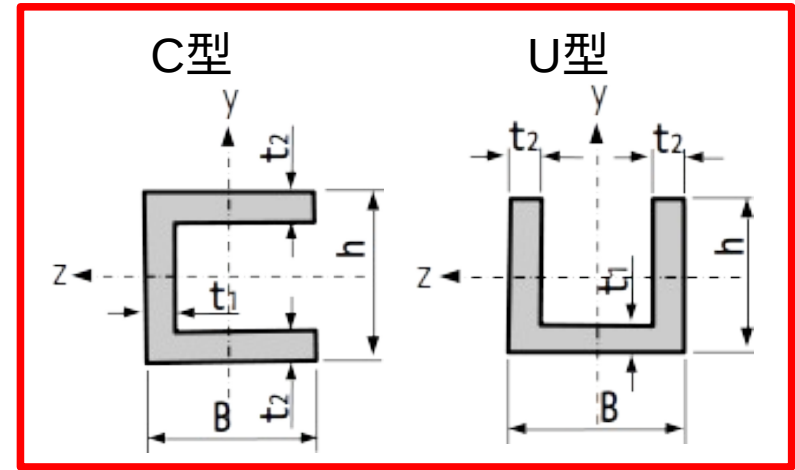 C型 U型
y y
t2 t2 t2
z t1 h z t1 h
B t2 B